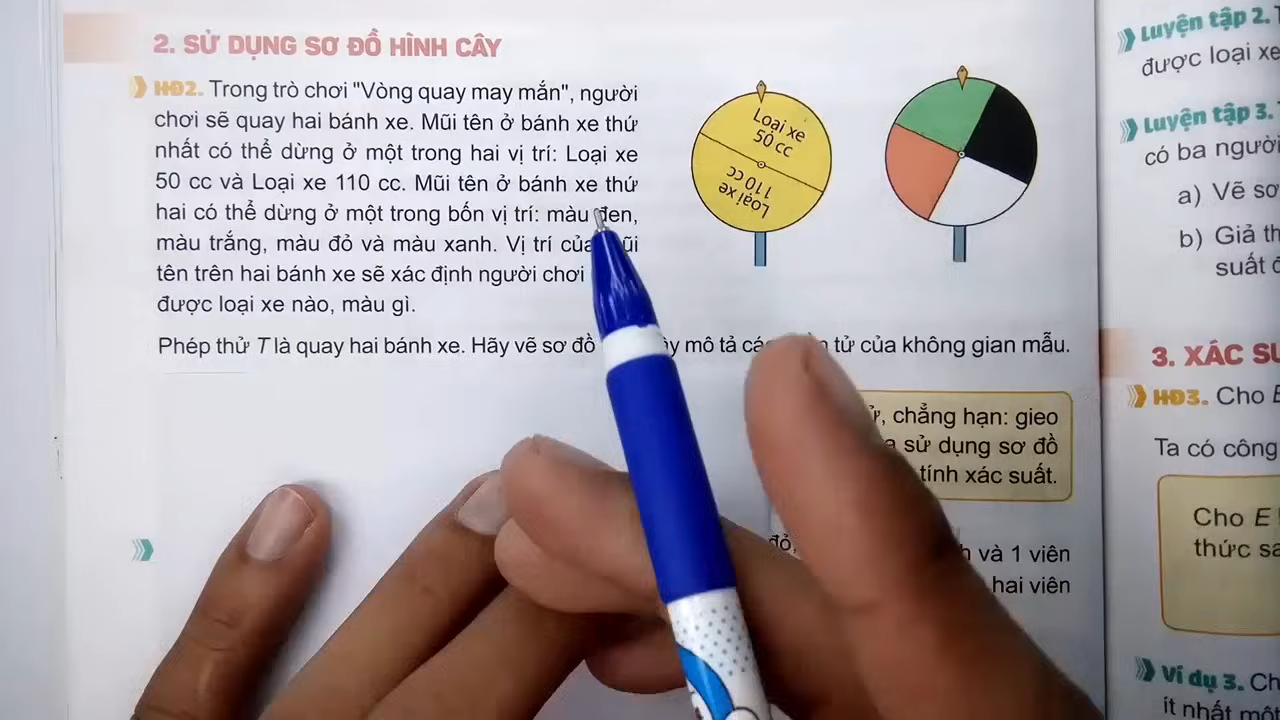 2. SỬ DỤNG SƠ ĐỒ HÌNH CÂY
HĐ2. Trong trò chơi "Vòng quay may mắn", người
chơi sẽ quay hai bánh xe. Mũi tên ở bánh xe thứ
nhất có thể dừng ở một trong hai vị trí: Loại xe
50 cc và Loại xe 110 cc. Mũi tên ở bánh xe thứ
hai có thể dừng ở một trong bốn vị trí: màu đen,
màu trắng, màu đỏ và màu xanh. Vị trí của
tên trên hai bánh xe sẽ xác định người chơi
được loại xe nào, màu gì.
Loại xe
50 cc
Loại xe
110 cc
Phép thử T là quay hai bánh xe. Hãy vẽ sơ đồ mô tả tử của không gian mẫu.
chẳng hạn: gieo
sử dụng sơ đồ
tính xác suất.
đỏ, và 1 viên
hai viên
Luyện tập 2.
được loại xe
Luyện tập 3.
có ba người
a) Vẽ sơ
b) Giả
suất
3. XÁC
HĐ3. Cho E
Ta có công
Cho E
thức
Ví dụ 3.
ít nhất một